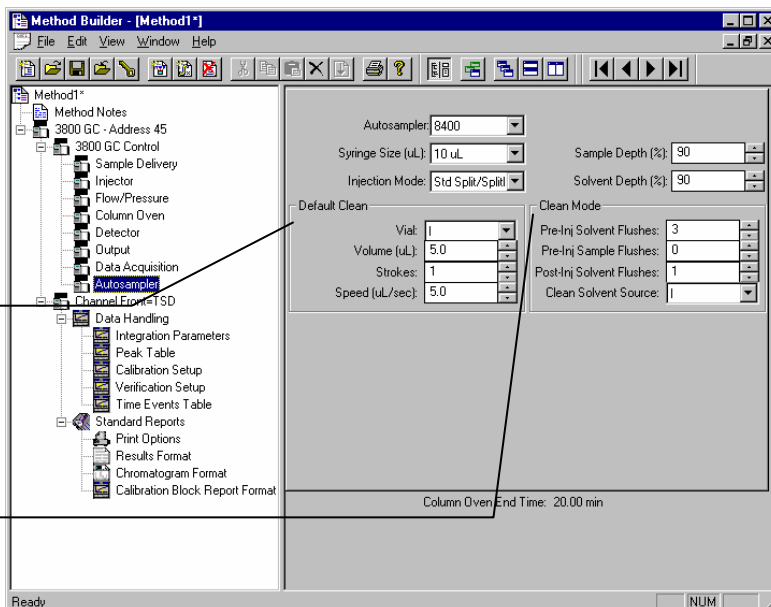 Method Builder - [Method1*]
File Edit View Window Help
Method1*
Method Notes
3800 GC - Address 45
3800 GC Control
Sample Delivery
Injector
Flow/Pressure
Column Oven
Detector
Output
Data Acquisition
Autosampler
Channel Front=TSD
Data Handling
Integration Parameters
Peak Table
Calibration Setup
Verification Setup
Time Events Table
Standard Reports
Print Options
Results Format
Chromatogram Format
Calibration Block Report Format
Autosampler: 8400
Syringe Size (uL): 10 uL
Sample Depth (%): 90
Injection Mode: Std Split/Splitl
Solvent Depth (%): 90
Default Clean
Vial: I
Volume (uL): 5.0
Strokes: 1
Speed (uL/sec): 5.0
Clean Mode
Pre-Inj Solvent Flushes: 3
Pre-Inj Sample Flushes: 0
Post-Inj Solvent Flushes: 1
Clean Solvent Source: I
Column Oven End Time: 20.00 min
Ready
NUM